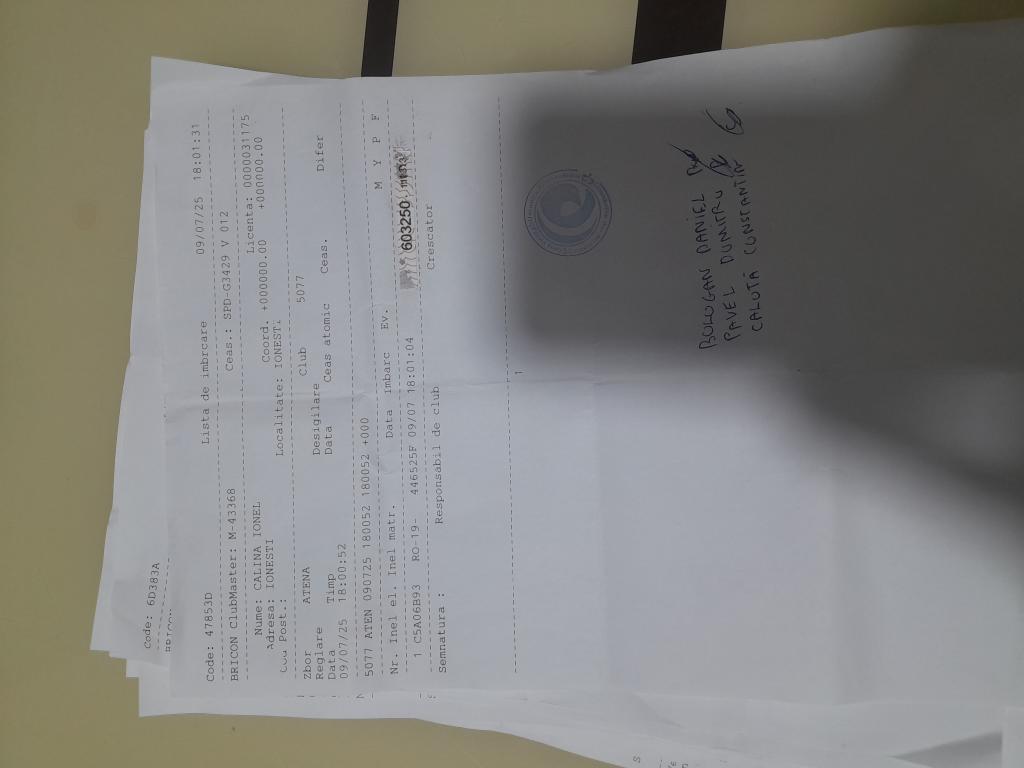 Code: 6D383A
Code: 47853D Lista de imbrcare 09/07/25 18:01:31
BRICON ClubMaster: M-43368 Ceas.: SPD-G3429 V 012
Nume: CALINA IONEL Licenta: 0000031175
Adresa: IONESTI Coord. +000000.00 +000000.00
Cod Post.: Localitate: IONESTI
Zbor ATENA Club 5077
Reglare Desigilare
Data Timp Data Ceas atomic Ceas. Difer
09/07/25 18:00:52
5077 ATEN 090725 180052 180052 +000 M Y P F
Nr. Inel el. Inel matr. Data imbarc Ev.
1 C5A06B93 RO-19- 446525F 09/07 18:01:04
603250
Semnatura : Responsabil de club Crescator
1
BOLOGAN DANIEL
PAVEL DUMITRU
CALUTĂ CONSTANTIN